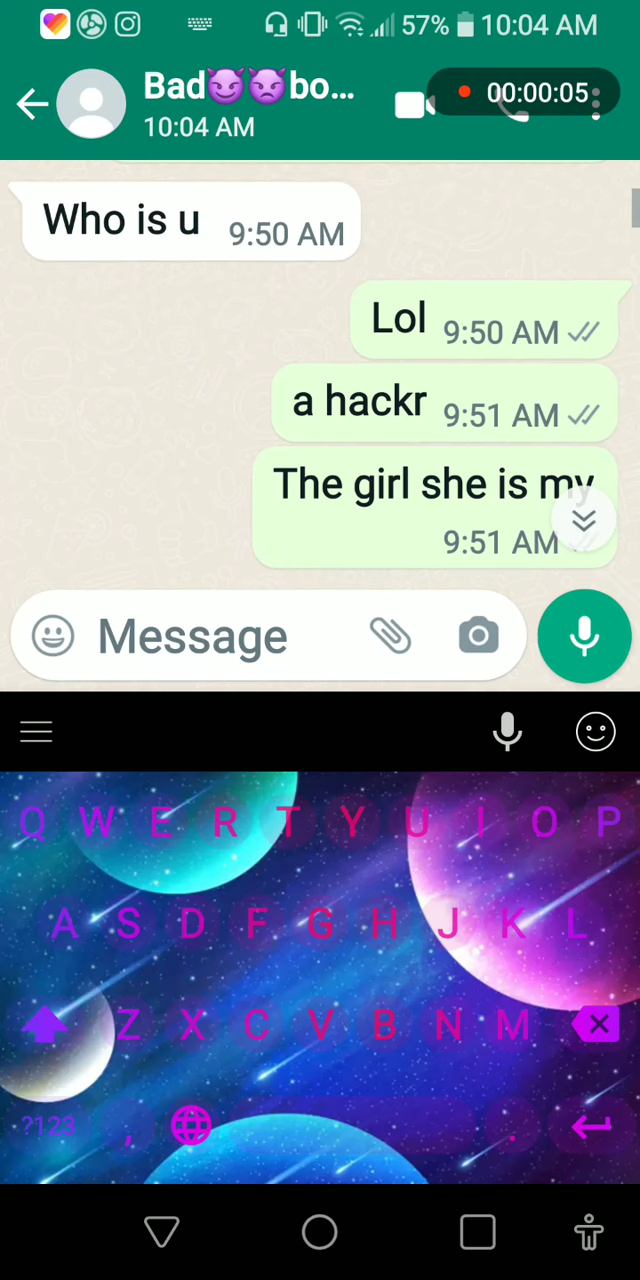 57% 10:04 AM
Bad😈👿bo...
10:04 AM
00:00:05
Who is u 9:50 AM
Lol 9:50 AM
a hackr 9:51 AM
The girl she is my
9:51 AM
Message
Q W E R T Y U I O P
A S D F G H J K L
Z X C V B N M
?123 , .